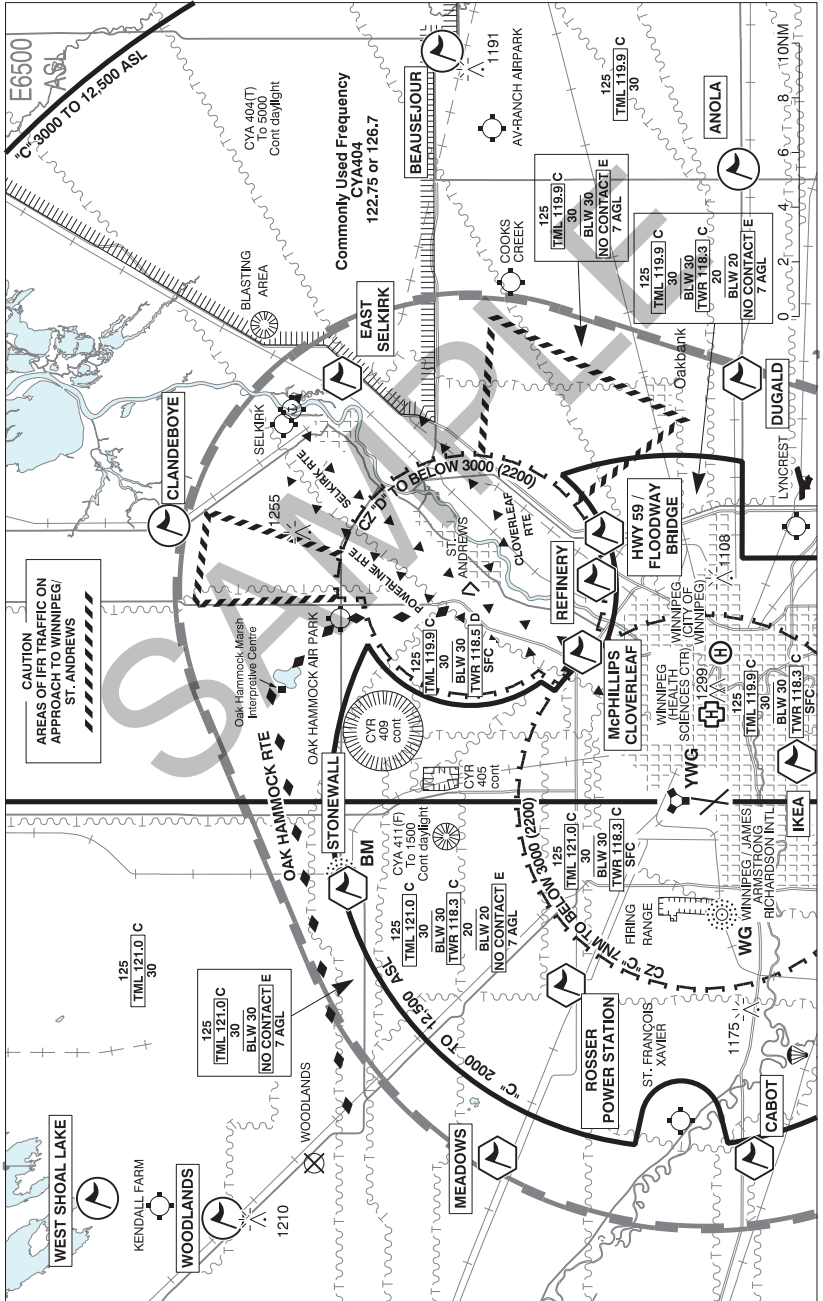 E6500
ASL
"C" 3000 TO 12,500 ASL
CYA 404(T)
To 5000
Cont daylight
Commonly Used Frequency
CYA404
122.75 or 126.7
BEAUSEJOUR
1191
AV-RANCH AIRPARK
125
TML 119.9 C
30
ANOLA
0 2 4 6 8 10NM
CAUTION
AREAS OF IFR TRAFFIC ON
APPROACH TO WINNIPEG/
ST. ANDREWS
CLANDEBOYE
BLASTING
AREA
EAST
SELKIRK
SELKIRK
COOKS
CREEK
125
TML 119.9 C
30
BLW 30
NO CONTACT E
7 AGL
125
TML 119.9 C
30
BLW 30
TWR 118.3 C
20
BLW 20
NO CONTACT E
7 AGL
Oakbank
DUGALD
LYNCREST
1255
SELKIRK RTE
CZ "D" TO BELOW 3000 (2200)
POWERLINE RTE
ST.
ANDREWS
CLOVERLEAF
RTE
Oak Hammock Marsh
Interpretive Centre
OAK HAMMOCK AIR PARK
125
TML 119.9 C
30
BLW 30
TWR 118.5 D
SFC
REFINERY
HWY 59 /
FLOODWAY
BRIDGE
McPHILLIPS
CLOVERLEAF
1108
WINNIPEG
(CITY OF
WINNIPEG)
WINNIPEG
HEALTH
SCIENCES CTR)
1299
H
H
125
TML 119.9 C
30
BLW 30
TWR 118.3 C
SFC
IKEA
OAK HAMMOCK RTE
STONEWALL
BM
CYR
409
cont
CYR
405
cont
CYA 411(F)
To 1500
Cont daylight
125
TML 121.0 C
30
BLW 30
TWR 118.3 C
20
BLW 20
NO CONTACT E
7 AGL
125
TML 121.0 C
30
BLW 30
TWR 118.3 C
SFC
YWG
WINNIPEG / JAMES
ARMSTRONG
RICHARDSON INTL
WG
FIRING
RANGE
CZ "C" 7NM TO BELOW 3000 (2200)
125
TML 121.0 C
30
125
TML 121.0 C
30
BLW 30
NO CONTACT E
7 AGL
"C" 2000 TO 12,500 ASL
ROSSER
POWER STATION
ST. FRANÇOIS
XAVIER
1175
CABOT
WEST SHOAL LAKE
KENDALL FARM
WOODLANDS
1210
WOODLANDS
MEADOWS
SAMPLE